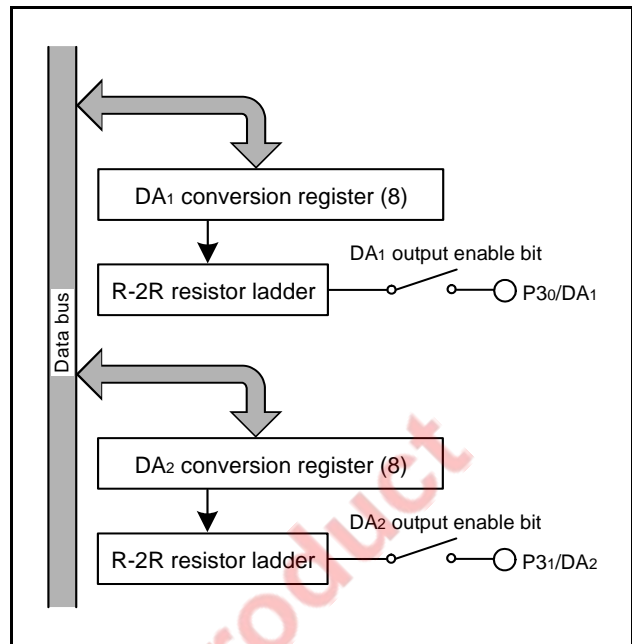 DA1 conversion register (8)
DA1 output enable bit
R-2R resistor ladder
P30/DA1
Data bus
DA2 conversion register (8)
DA2 output enable bit
R-2R resistor ladder
P31/DA2
roduct